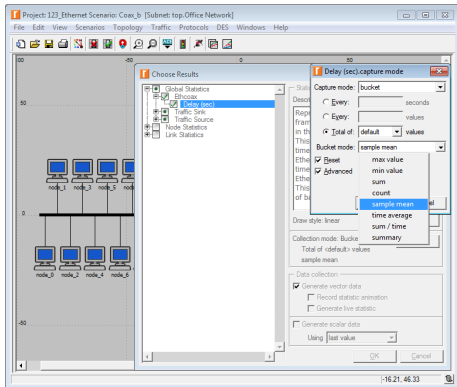 Project: 123_Ethernet Scenario: Coax_b [Subnet: top.Office Network]
File Edit View Scenarios Topology Traffic Protocols DES Windows Help
-50 0 50
50
0
-50
node_1 node_3 node_5
node_0 node_2 node_4 node_6
Choose Results
Global Statistics
Ethcoax
Delay (sec)
Traffic Sink
Traffic Source
Node Statistics
Link Statistics
Draw style: linear
Collection mode: Bucke
Total of <default> values
sample mean
Data collection
Generate vector data
Record statistic animation
Generate live statistic
Generate scalar data
Using last value
OK Cancel
Delay (sec).capture mode
Capture mode: bucket
Every: seconds
Every: values
Total of: default values
Bucket mode: sample mean
Reset
Advanced
max value
min value
sum
count
sample mean
time average
sum / time
summary
-16.21, 46.33